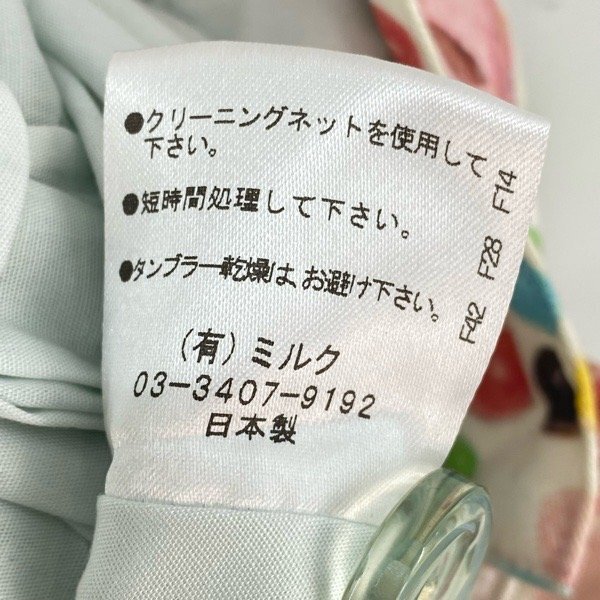 ●クリーニングネットを使用して
下さい。
●短時間処理して下さい。
●タンブラー乾燥は、お避け下さい。
(有)ミルク
03-3407-9192
日本製
F42 F28 F14